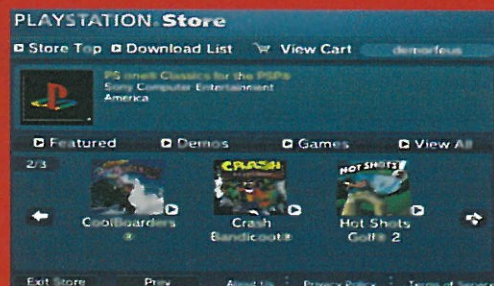 PLAYSTATION® Store
Store Top Download List View Cart demorfeus
PS one® Classics for the PSP®
Sony Computer Entertainment
America
Featured Demos Games View All
2/3
CRASH
HOT SHOTS
CoolBoarders
®
Crash
Bandicoot®
Hot Shots
Golf® 2
Exit Store Prev About Us Privacy Policy Terms of Service